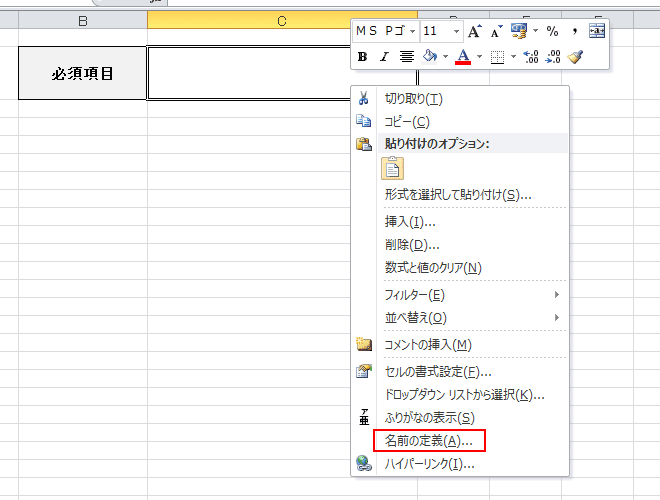 B C
ＭＳ Ｐゴ 11 A A % ,
B I A .00 .00
必須項目
切り取り(T)
コピー(C)
貼り付けのオプション:
形式を選択して貼り付け(S)...
挿入(I)...
削除(D)...
数式と値のクリア(N)
フィルター(E)
並べ替え(O)
コメントの挿入(M)
セルの書式設定(F)...
ドロップダウン リストから選択(K)...
ア亜 ふりがなの表示(S)
名前の定義(A)...
ハイパーリンク(I)...